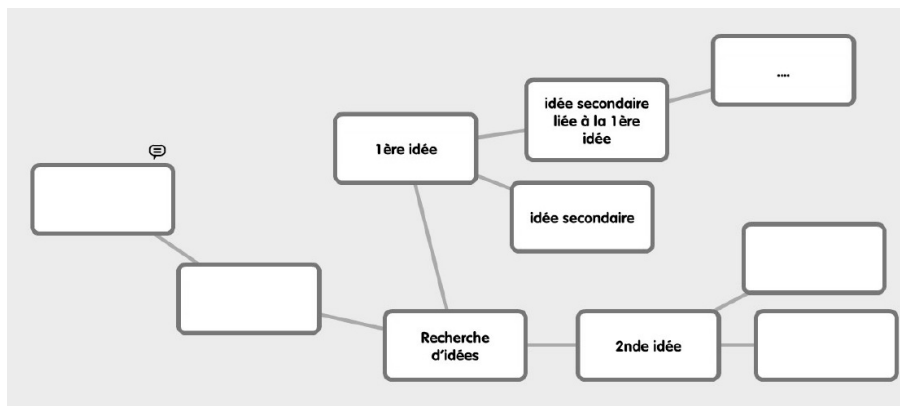 ....
idée secondaire
liée à la 1ère
idée
1ère idée
idée secondaire
Recherche
d'idées
2nde idée